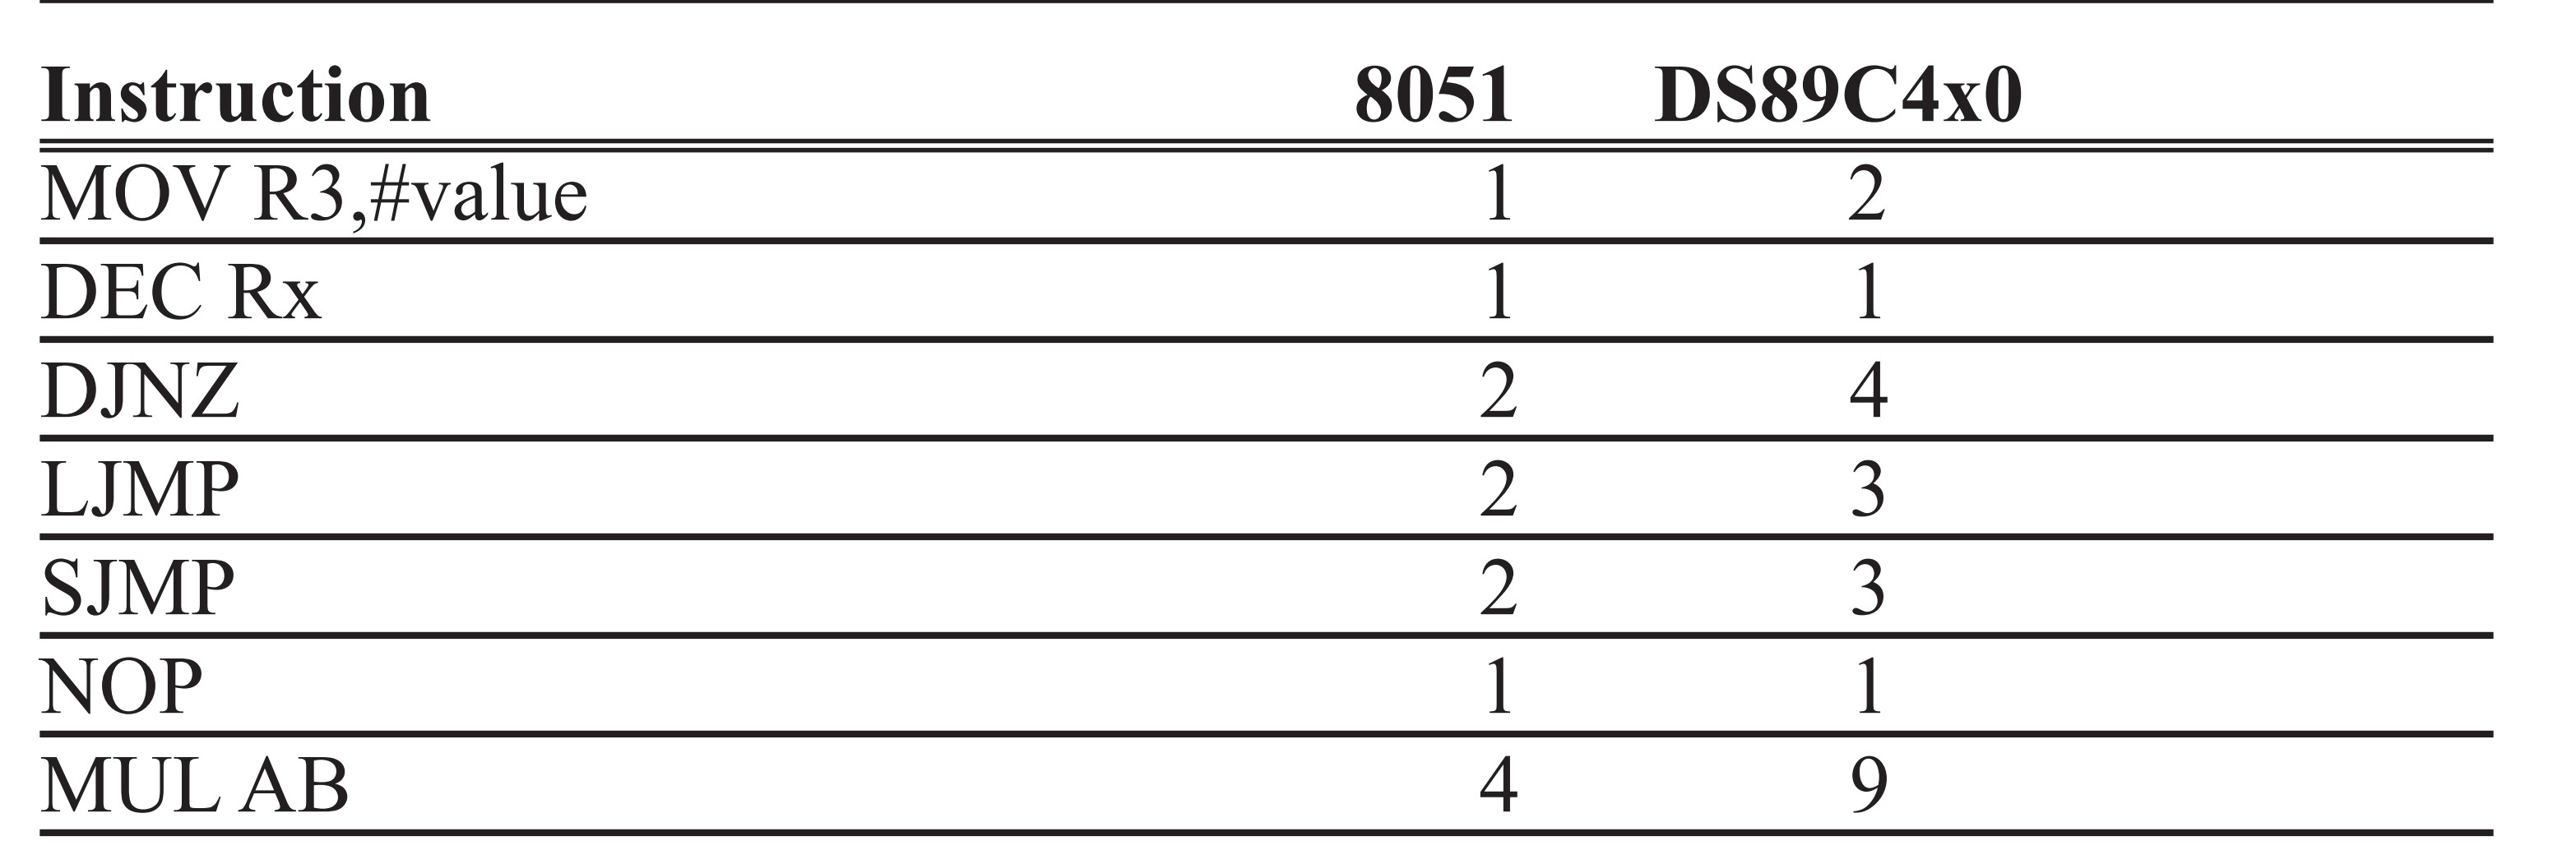 Instruction 8051 DS89C4x0
MOV R3,#value 1 2
DEC Rx 1 1
DJNZ 2 4
LJMP 2 3
SJMP 2 3
NOP 1 1
MUL AB 4 9